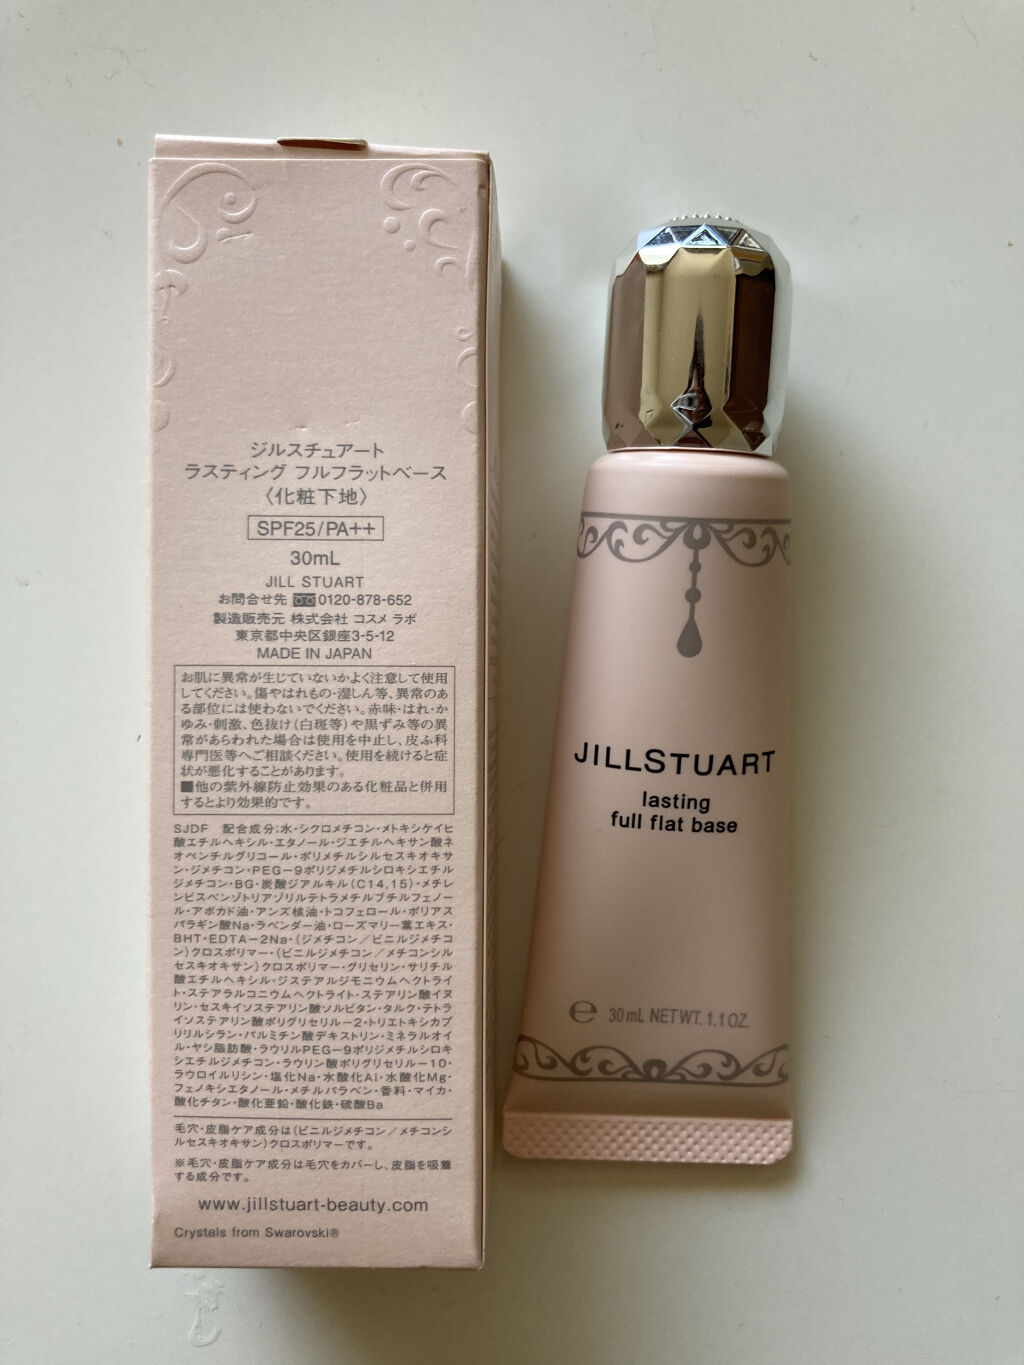 ジルスチュアート
ラスティング フルフラットベース
〈化粧下地〉
SPF25/PA++
30mL
JILL STUART
お問合せ先 0120-878-652
製造販売元 株式会社 コスメ ラボ
東京都中央区銀座3-5-12
MADE IN JAPAN
お肌に異常が生じていないかよく注意して使用
してください。傷やはれもの・湿しん等、異常のあ
る部位には使わないでください。赤味・はれ・か
ゆみ・刺激、色抜け(白斑等)や黒ずみ等の異
常があらわれた場合は使用を中止し、皮ふ科
専門医等へご相談ください。使用を続けると症
状が悪化することがあります。
■他の紫外線防止効果のある化粧品と併用
するとより効果的です。
SJDF 配合成分:水・シクロメチコン・メトキシケイヒ
酸エチルヘキシル・エタノール・ジエチルヘキサン酸ネ
オペンチルグリコール・ポリメチルシルセスキオキサ
ン・ジメチコン・PEG-9ポリジメチルシロキシエチル
ジメチコン・BG・炭酸ジアルキル(C14,15)・メチレ
ンビスベンゾトリアゾリルテトラメチルブチルフェノー
ル・アボカド油・アンズ核油・トコフェロール・ポリアス
パラギン酸Na・ラベンダー油・ローズマリー葉エキス・
BHT・EDTA-2Na・(ジメチコン/ビニルジメチコ
ン)クロスポリマー・(ビニルジメチコン/メチコンシル
セスキオキサン)クロスポリマー・グリセリン・サリチル
酸エチルヘキシル・ジステアルジモニウムヘクトライ
ト・ステアラルコニウムヘクトライト・ステアリン酸イヌ
リン・セスキイソステアリン酸ソルビタン・タルク・テトラ
イソステアリン酸ポリグリセリル-2・トリエトキシカプ
リリルシラン・パルミチン酸デキストリン・ミネラルオイ
ル・ヤシ脂肪酸・ラウリルPEG-9ポリジメチルシロキ
シエチルジメチコン・ラウリン酸ポリグリセリル-10・
ラウロイルリシン・塩化Na・水酸化Al・水酸化Mg・
フェノキシエタノール・メチルパラベン・香料・マイカ・
酸化チタン・酸化亜鉛・酸化鉄・硫酸Ba
毛穴・皮脂ケア成分は(ビニルジメチコン/メチコンシ
ルセスキオキサン)クロスポリマーです。
※毛穴・皮脂ケア成分は毛穴をカバーし、皮脂を吸着
する成分です。
www.jillstuart-beauty.com
Crystals from Swarovski®
JILLSTUART
lasting
full flat base
℮ 30 mL NET WT. 1.1 OZ.